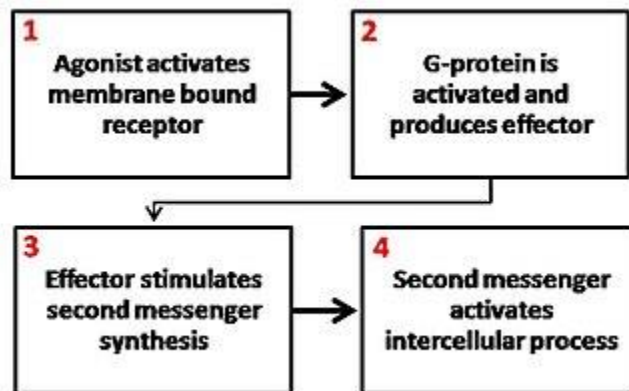 1
Agonist activates
membrane bound
receptor
2
G-protein is
activated and
produces effector
3
Effector stimulates
second messenger
synthesis
4
Second messenger
activates
intercellular process